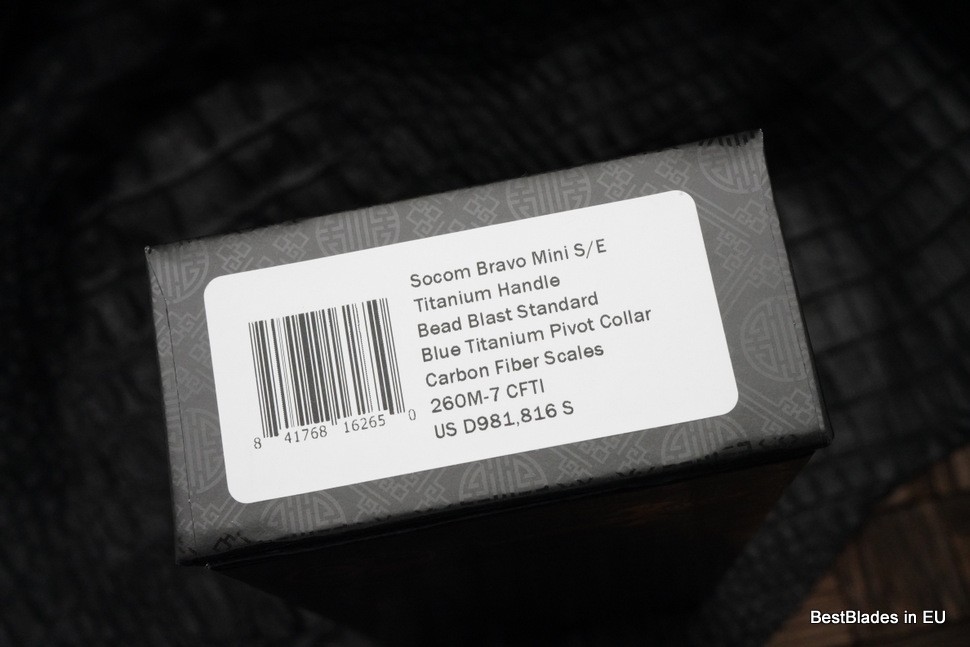 Socom Bravo Mini S/E
Titanium Handle
Bead Blast Standard
Blue Titanium Pivot Collar
Carbon Fiber Scales
260M-7 CFTI
US D981,816 S
8 41768 16265 0
BestBlades in EU